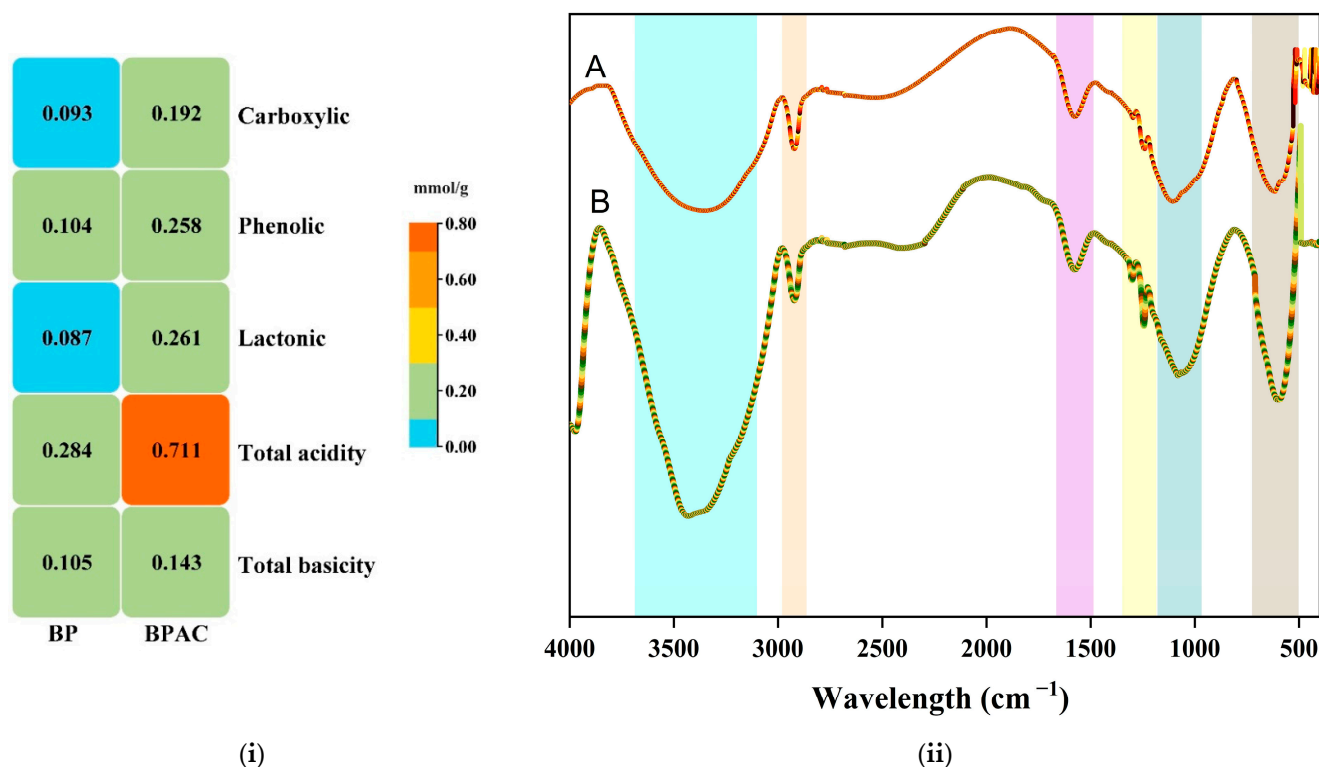 0.093 0.192 Carboxylic
0.104 0.258 Phenolic
0.087 0.261 Lactonic
0.284 0.711 Total acidity
0.105 0.143 Total basicity
BP BPAC
mmol/g
0.80
0.60
0.40
0.20
0.00
(i)
A
B
4000 3500 3000 2500 2000 1500 1000 500
Wavelength (cm ⁻¹)
(ii)